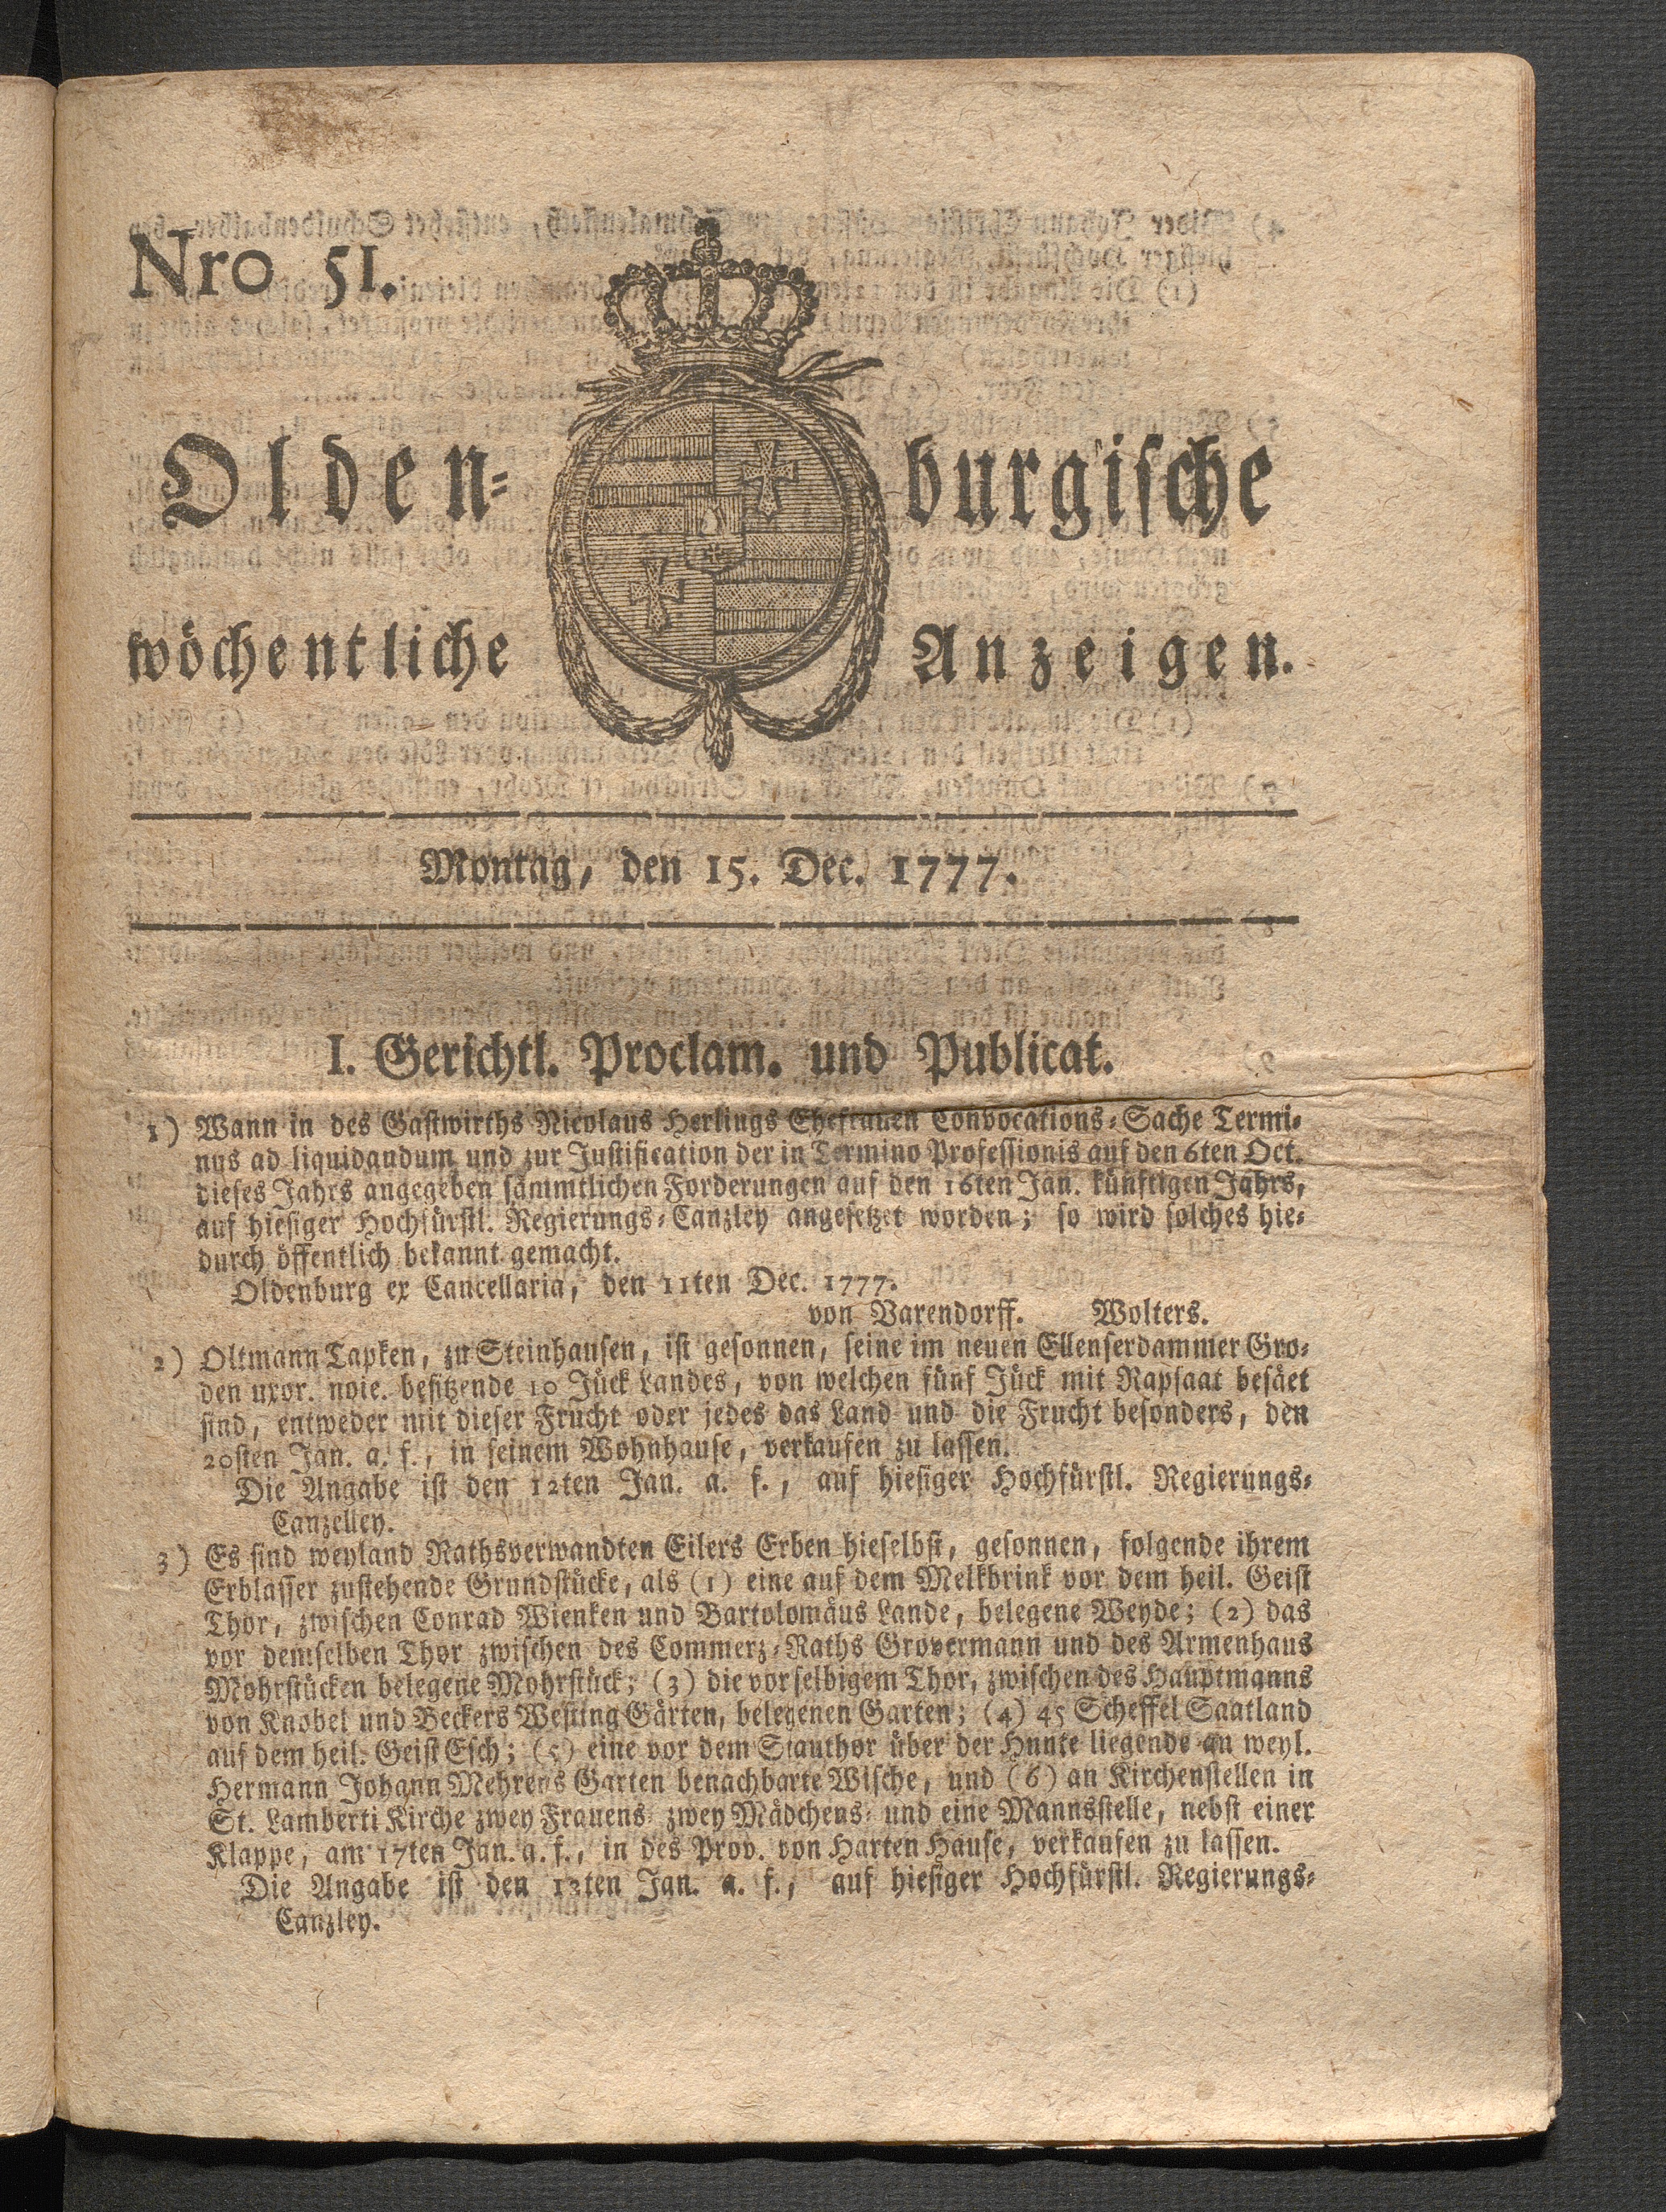 Nro 51.
Olden-burgische
wöchentliche Anzeigen.
Montag, den 15. Dec. 1777.
I. Gerichtl. Proclam. und Publicat.
1) Wann in des Gastwirths Nicolaus Herlings Ehefrauen Convocations-Sache Termi-
nus ad liquidandum und zur Justification der in Termino Professionis auf den 6ten Oct.
dieses Jahrs angegeben sämmtlichen Forderungen auf den 16ten Jan. künftigen Jahrs,
auf hiesiger Hochfürstl. Regierungs-Canzley angesetzet worden; so wird solches hie-
durch öffentlich bekannt gemacht.
Oldenburg ex Cancellaria, den 11ten Dec. 1777.
von Varendorff. Wolters.
2) Oltmann Tapken, zu Steinhausen, ist gesonnen, seine im neuen Ellenserdammer Gro-
den uxor. noie. besitzende 10 Jück Landes, von welchen fünf Jück mit Rapsaat besäet
sind, entweder mit dieser Frucht oder jedes das Land und die Frucht besonders, den
20sten Jan. a. f., in seinem Wohnhause, verkaufen zu lassen.
Die Angabe ist den 12ten Jan. a. f., auf hiesiger Hochfürstl. Regierungs-
Canzelley.
3) Es sind weyland Rathsverwandten Eilers Erben hieselbst, gesonnen, folgende ihrem
Erblasser zustehende Grundstücke, als (1) eine auf dem Melkbrink vor dem heil. Geist
Thor, zwischen Conrad Wienken und Bartolomäus Lande, belegene Weyde; (2) das
vor demselben Thor zwischen des Commerz-Raths Grovermann und des Armenhaus
Mohrstücken belegene Mohrstück; (3) die vor selbigem Thor, zwischen des Hauptmanns
von Knobel und Beckers Westing Gärten, belegenen Garten; (4) 45 Scheffel Saatland
auf dem heil. Geist Esch; (5) eine vor dem Stauthor über der Hunte liegende an weyl.
Hermann Johann Mehrens Garten benachbarte Wische, und (6) an Kirchenstellen in
St. Lamberti Kirche zwey Frauens- zwey Mädchens- und eine Mannsstelle, nebst einer
Klappe, am 17ten Jan. a. f., in des Prov. von Harten Hause, verkaufen zu lassen.
Die Angabe ist den 13ten Jan. a. f., auf hiesiger Hochfürstl. Regierungs-
Canzley.